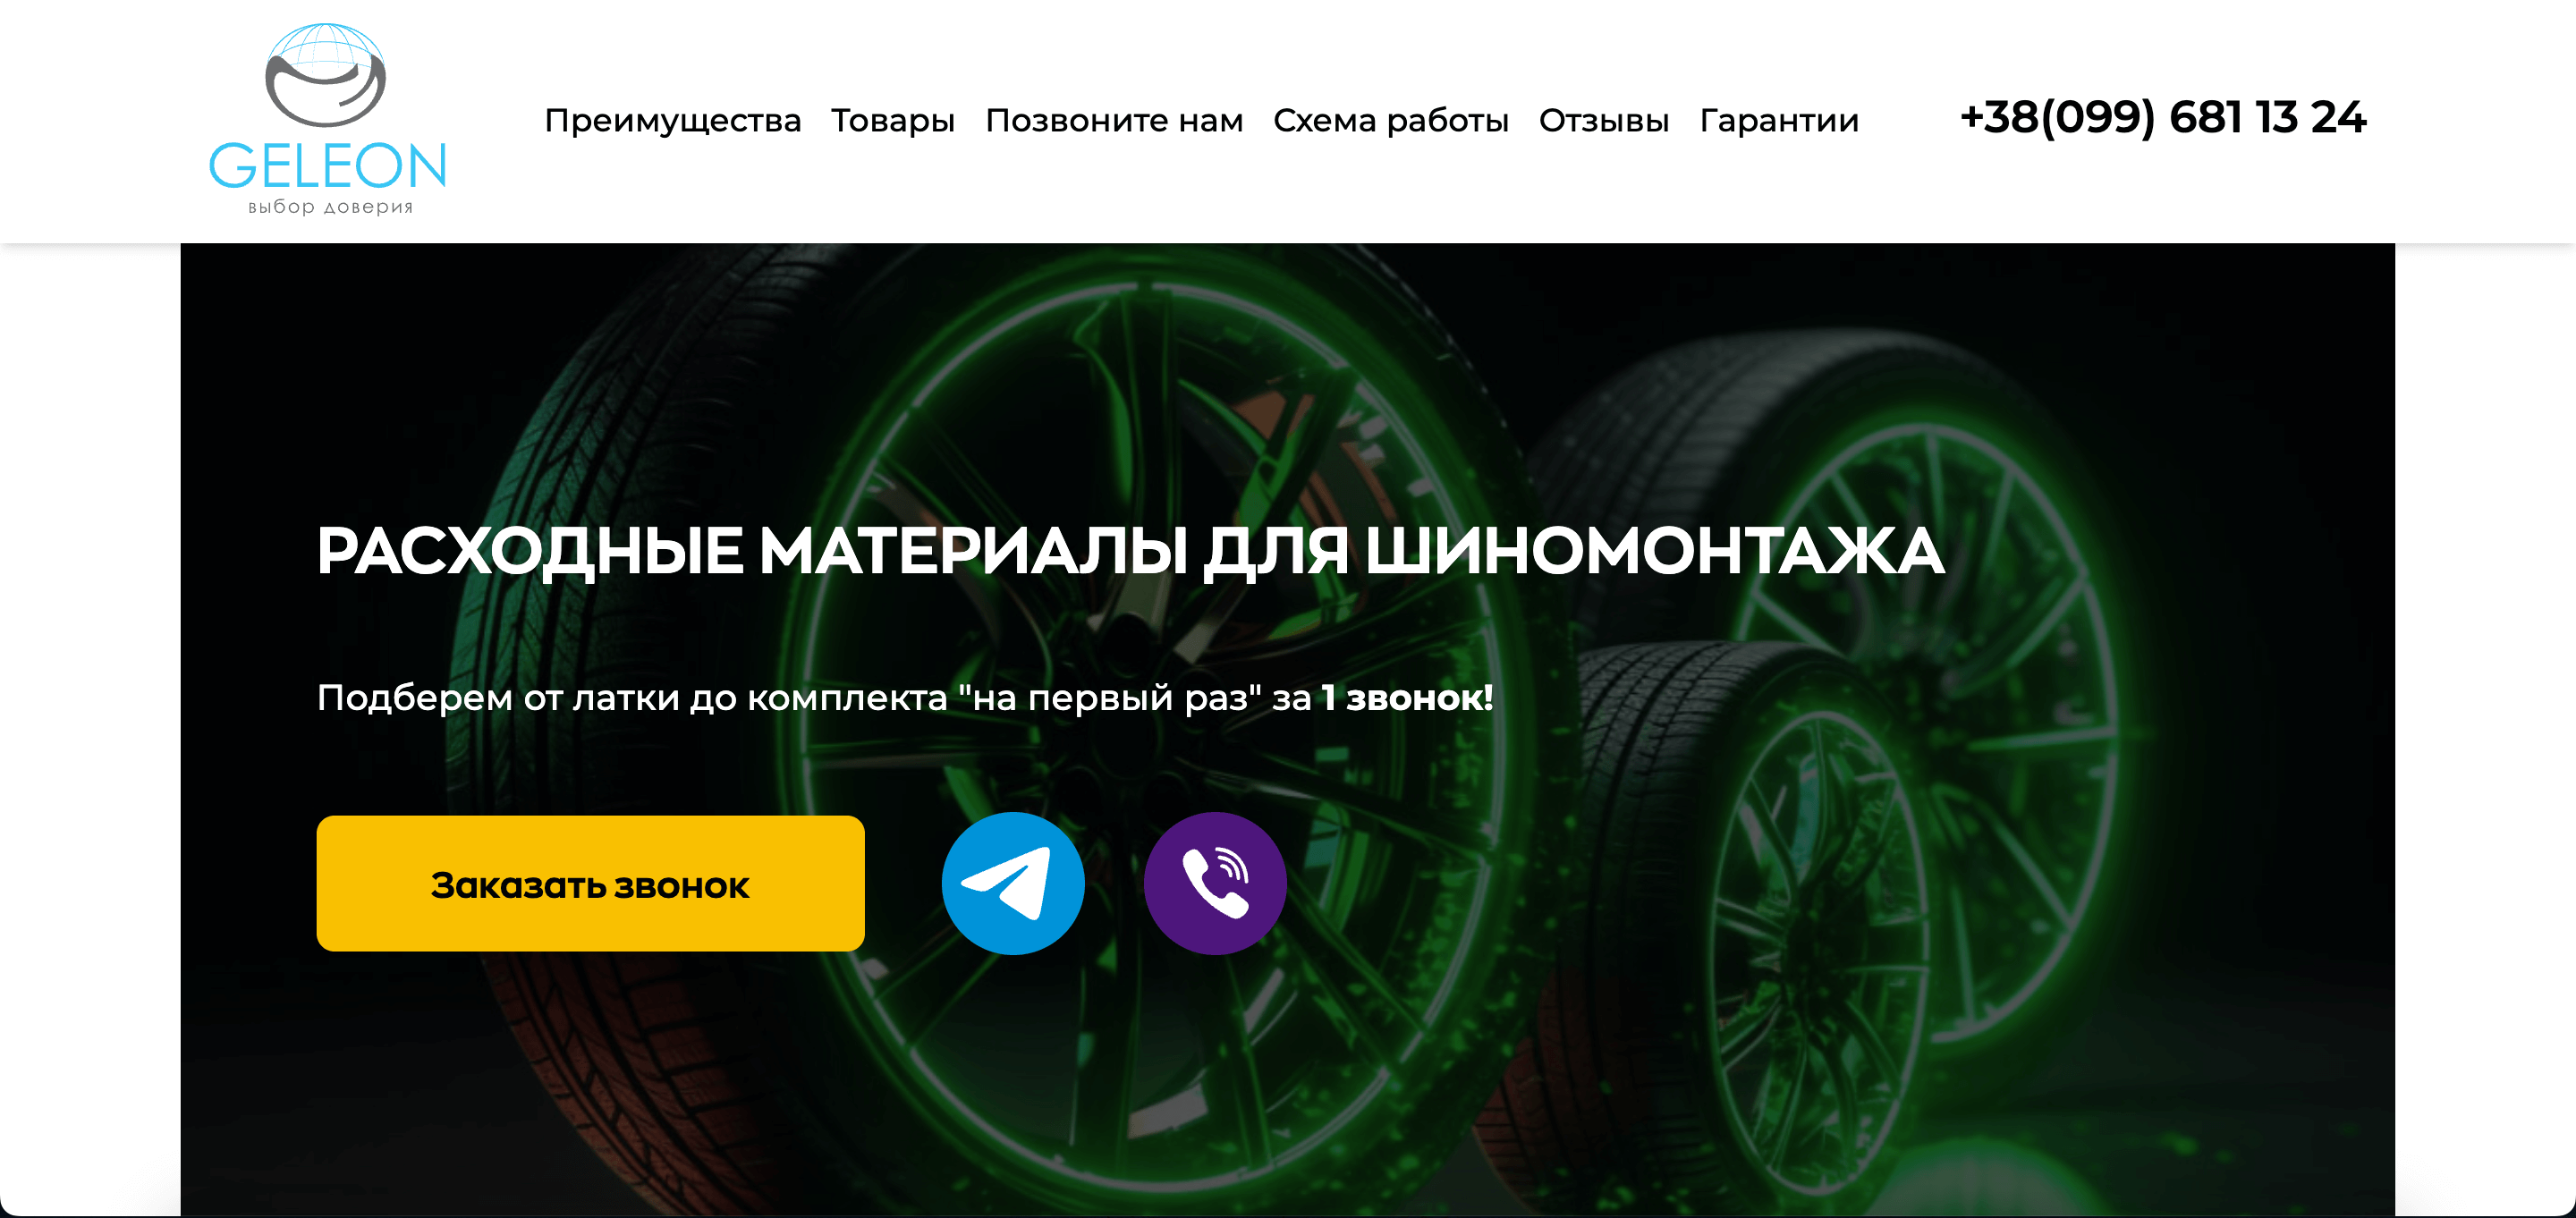 GELEON
выбор доверия
Преимущества Товары Позвоните нам Схема работы Отзывы Гарантии
+38(099) 681 13 24
РАСХОДНЫЕ МАТЕРИАЛЫ ДЛЯ ШИНОМОНТАЖА
Подберем от латки до комплекта "на первый раз" за 1 звонок!
Заказать звонок